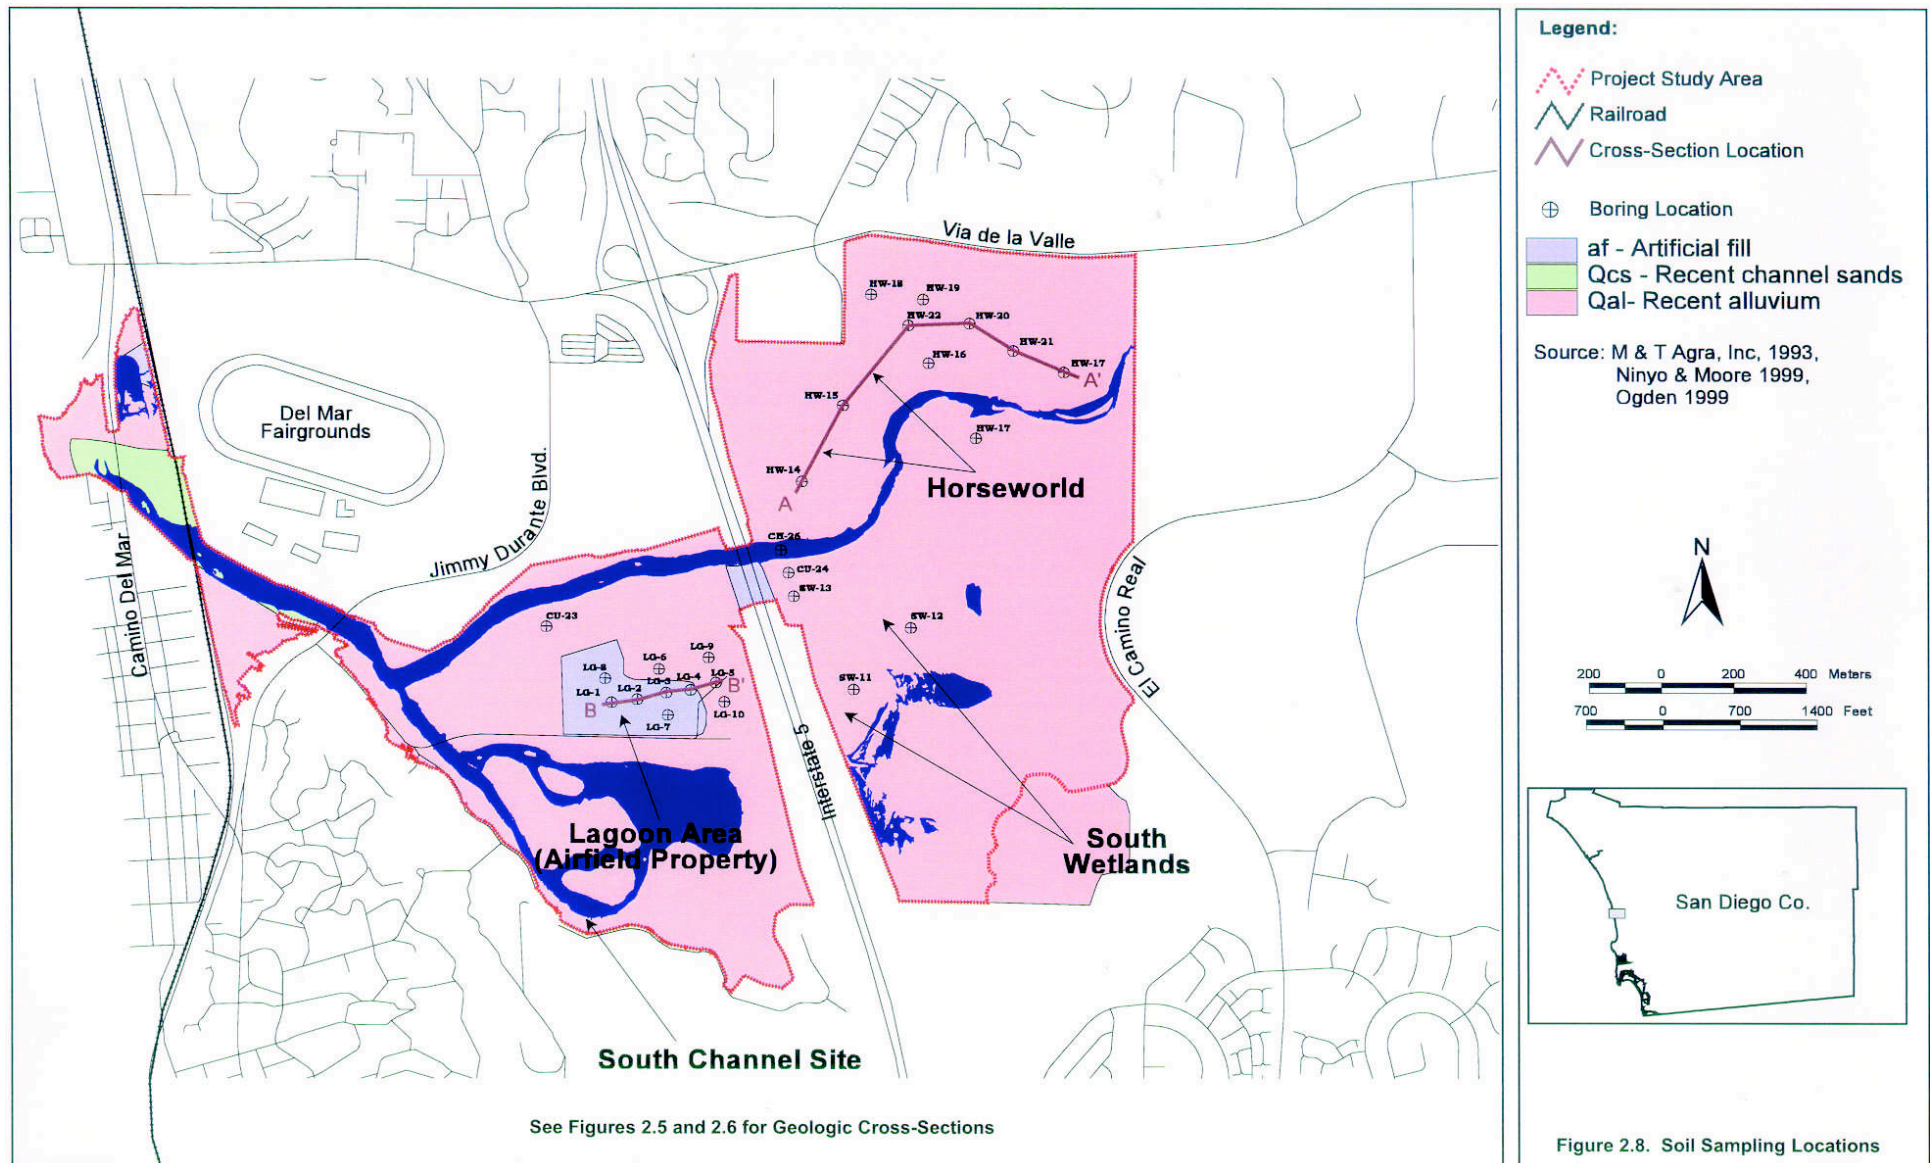 Via de la Valle
HW-18
HW-19
HW-22
HW-20
HW-21
HW-16
HW-17
A'
HW-15
HW-17
HW-14
A
Horseworld
Del Mar
Fairgrounds
Jimmy Durante Blvd.
Camino Del Mar
CU-24
SW-13
CU-23
SW-12
El Camino Real
LG-9
LG-6
LG-8
LG-5
LG-4
LG-3
LG-2
LG-1
B
B'
LG-10
LG-7
SW-11
Interstate 5
Lagoon Area
(Airfield Property)
South
Wetlands
South Channel Site
See Figures 2.5 and 2.6 for Geologic Cross-Sections
Legend:
Project Study Area
Railroad
Cross-Section Location
Boring Location
af - Artificial fill
Qcs - Recent channel sands
Qal- Recent alluvium
Source: M & T Agra, Inc, 1993,
Ninyo & Moore 1999,
Ogden 1999
N
200 0 200 400 Meters
700 0 700 1400 Feet
San Diego Co.
Figure 2.8. Soil Sampling Locations